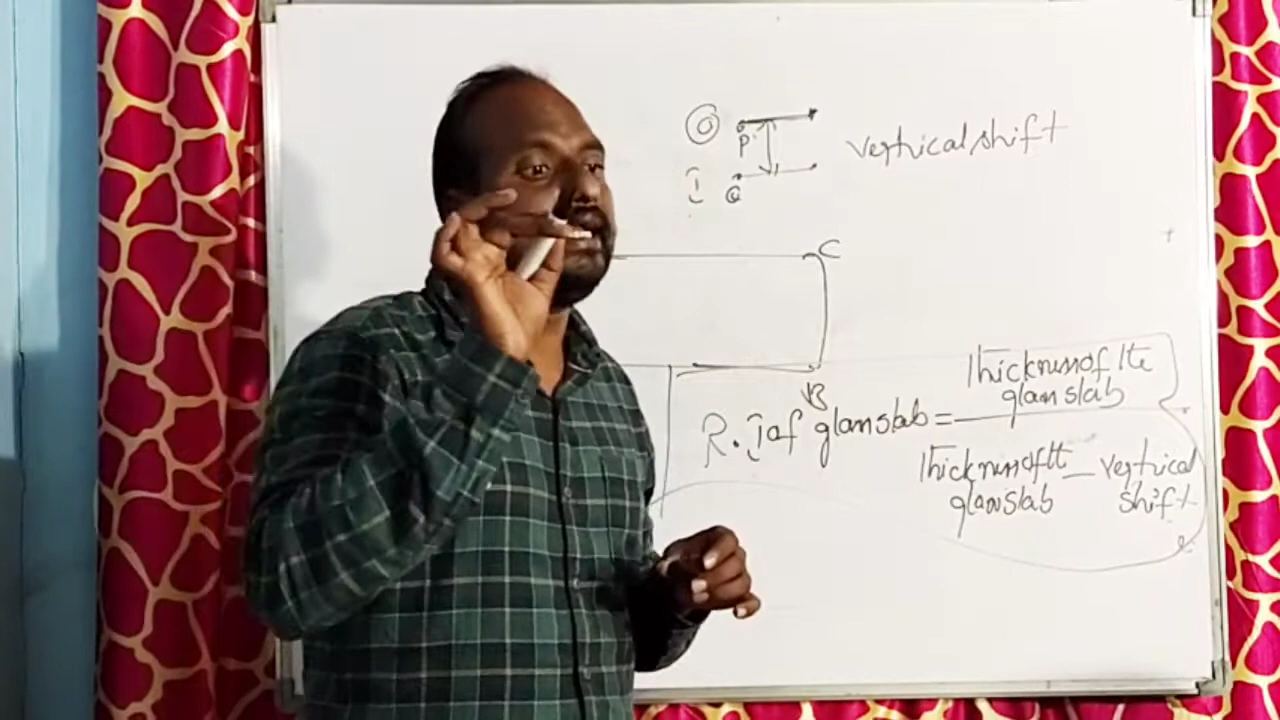 O
P
vertical shift
I
Q
C
B
R. I of glass slab = Thickness of the
glass slab
Thickness of the
glass slab — vertical
shift